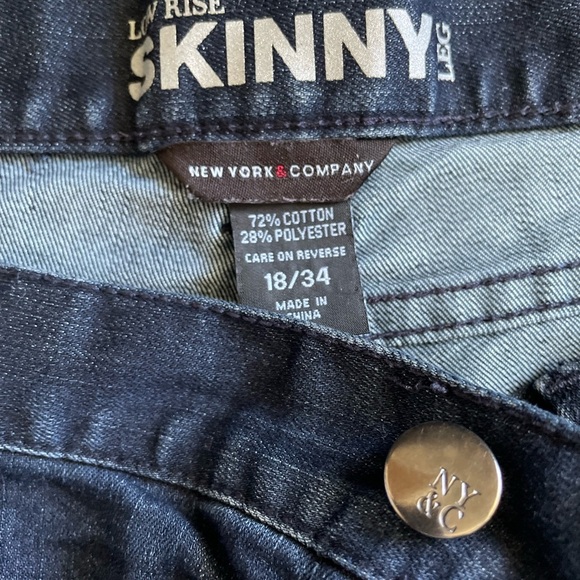 LOW RISE
SKINNY
LEG
NEW YORK & COMPANY
72% COTTON
28% POLYESTER
CARE ON REVERSE
18/34
MADE IN
CHINA
NY
&C